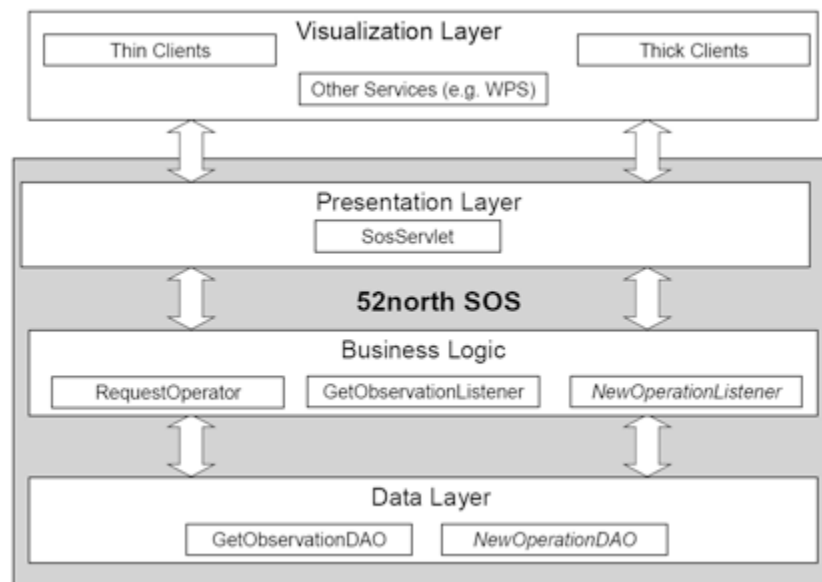 Visualization Layer
Thin Clients
Thick Clients
Other Services (e.g. WPS)
Presentation Layer
SosServlet
52north SOS
Business Logic
RequestOperator
GetObservationListener
NewOperationListener
Data Layer
GetObservationDAO
NewOperationDAO